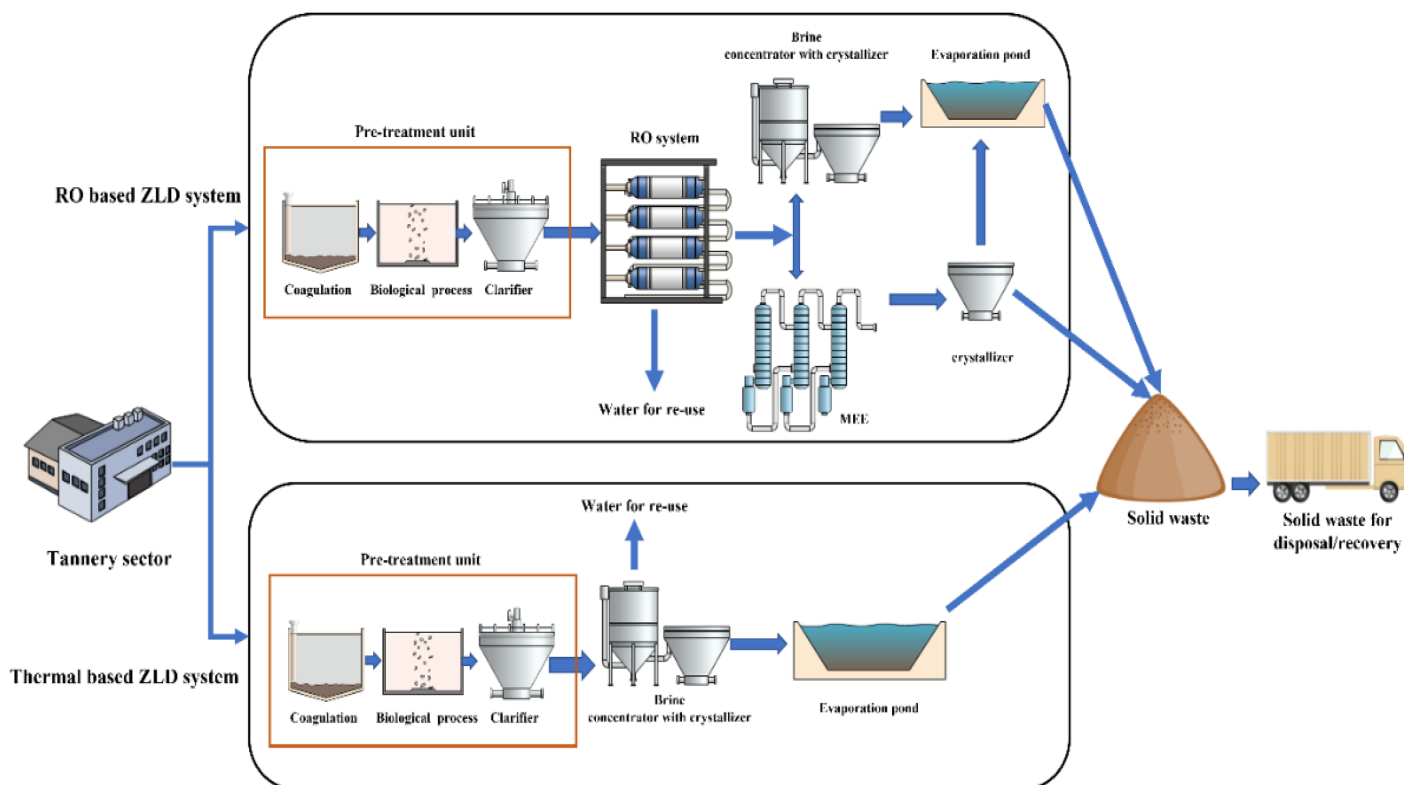 Brine
concentrator with crystallizer
Evaporation pond
Pre-treatment unit
RO system
RO based ZLD system
Coagulation
Biological process
Clarifier
crystallizer
Water for re-use
MEE
Tannery sector
Solid waste
Solid waste for
disposal/recovery
Water for re-use
Pre-treatment unit
Thermal based ZLD system
Coagulation
Biological process
Clarifier
Brine
concentrator with crystallizer
Evaporation pond